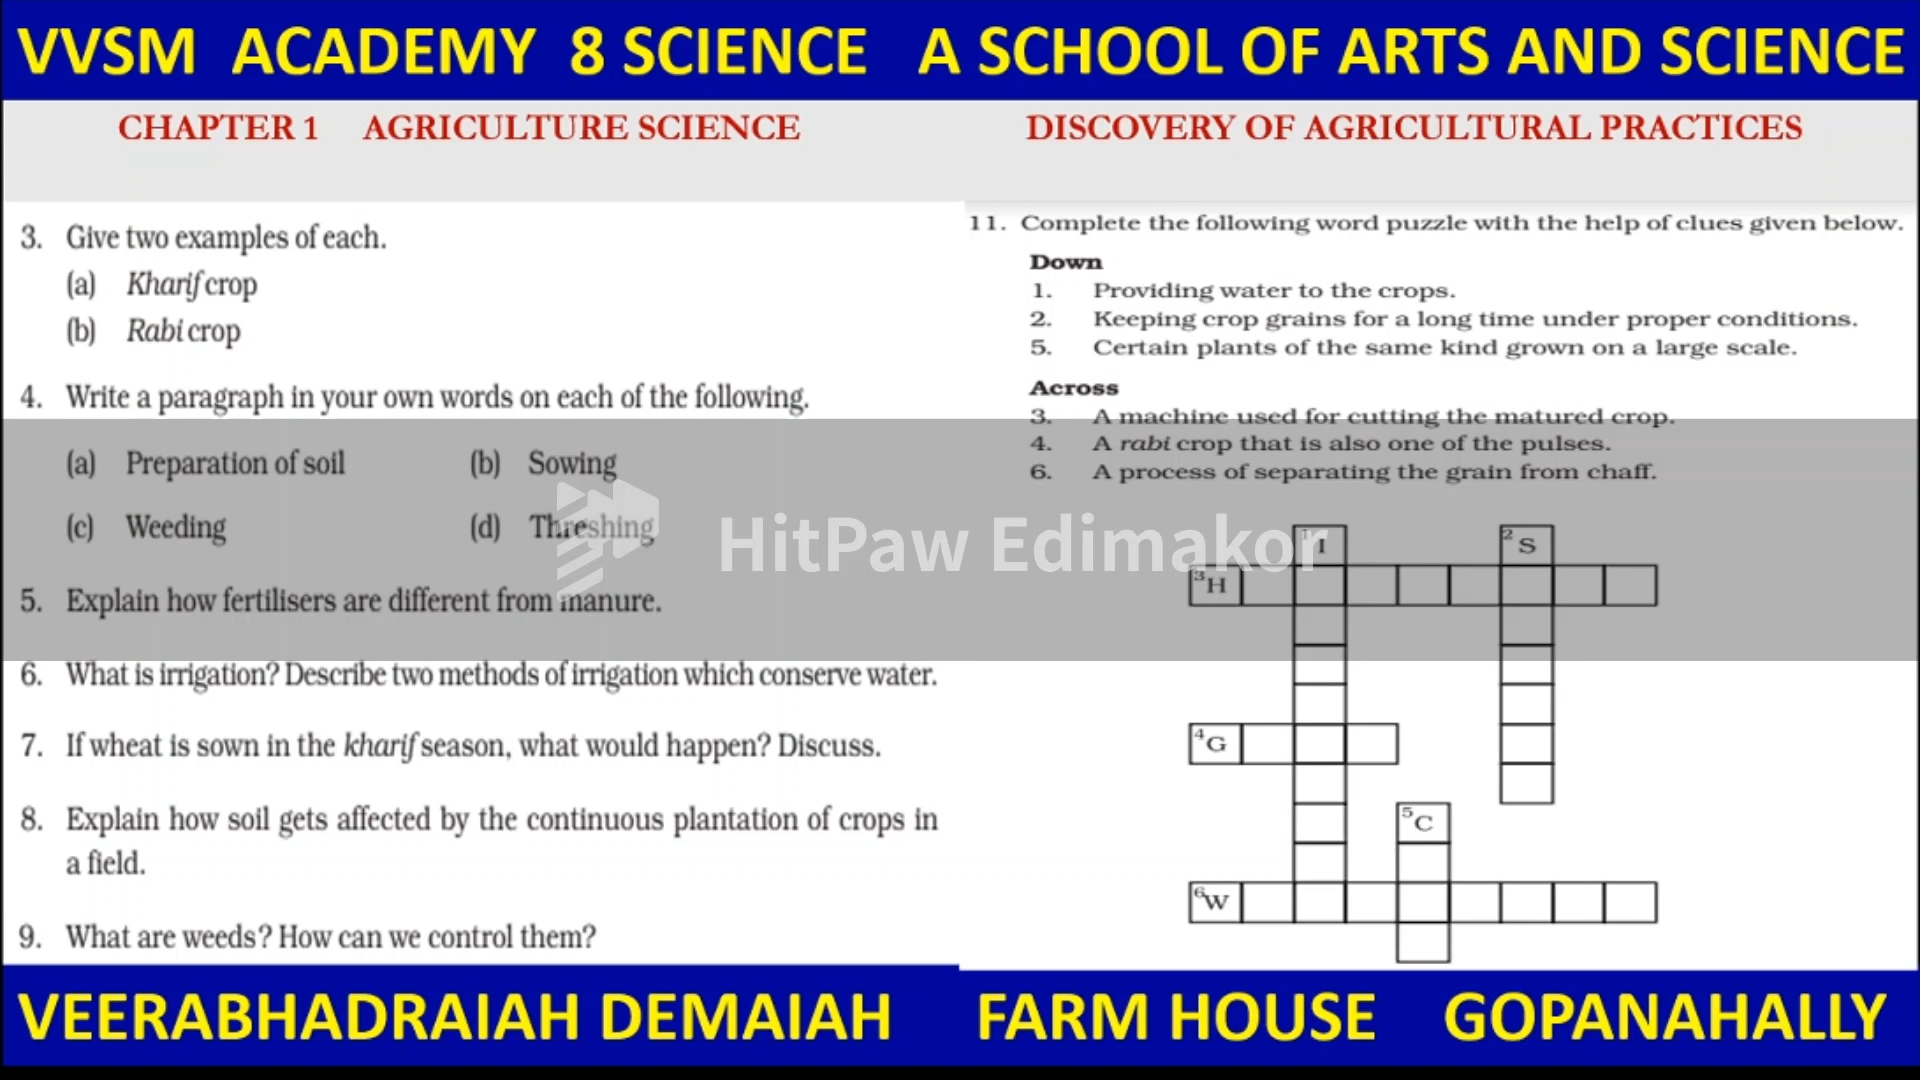 VVSM ACADEMY 8 SCIENCE A SCHOOL OF ARTS AND SCIENCE
CHAPTER 1 AGRICULTURE SCIENCE DISCOVERY OF AGRICULTURAL PRACTICES
3. Give two examples of each.
(a) Kharif crop
(b) Rabi crop
4. Write a paragraph in your own words on each of the following.
(a) Preparation of soil (b) Sowing
(c) Weeding (d) Threshing
5. Explain how fertilisers are different from manure.
6. What is irrigation? Describe two methods of irrigation which conserve water.
7. If wheat is sown in the kharif season, what would happen? Discuss.
8. Explain how soil gets affected by the continuous plantation of crops in
a field.
9. What are weeds? How can we control them?
11. Complete the following word puzzle with the help of clues given below.
Down
1. Providing water to the crops.
2. Keeping crop grains for a long time under proper conditions.
5. Certain plants of the same kind grown on a large scale.
Across
3. A machine used for cutting the matured crop.
4. A rabi crop that is also one of the pulses.
6. A process of separating the grain from chaff.
HitPaw Edimakor
1 I 2 S
3 H
4 G
5 C
6 W
VEERABHADRAIAH DEMAIAH FARM HOUSE GOPANAHALLY